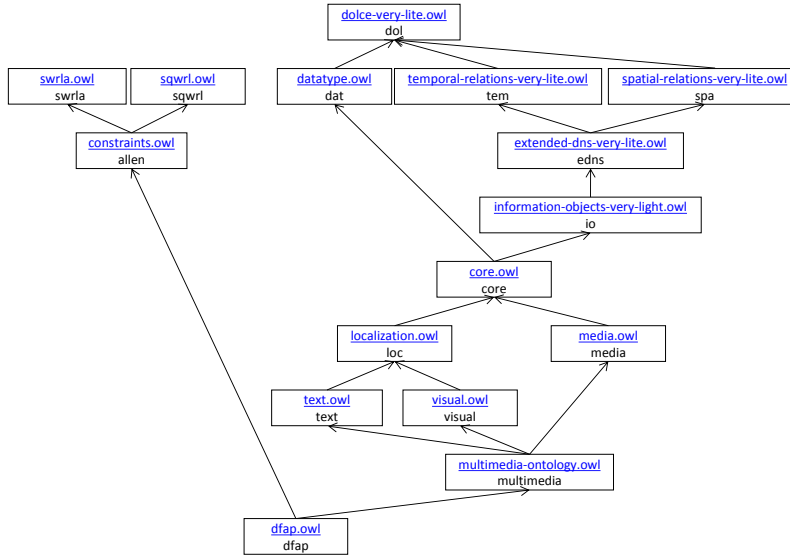 dolce-very-lite.owl
dol
swrla.owl
swrla
sqwrl.owl
sqwrl
datatype.owl
dat
temporal-relations-very-lite.owl
tem
spatial-relations-very-lite.owl
spa
constraints.owl
allen
extended-dns-very-lite.owl
edns
information-objects-very-light.owl
io
core.owl
core
localization.owl
loc
media.owl
media
text.owl
text
visual.owl
visual
multimedia-ontology.owl
multimedia
dfap.owl
dfap